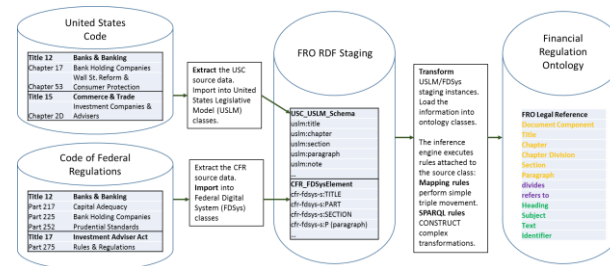 United States
Code
Title 12 Banks & Banking
Chapter 17 Bank Holding Companies
Wall St. Reform &
Chapter 53 Consumer Protection
Title 15 Commerce & Trade
Investment Companies &
Chapter 2D Advisers
Extract the USC
source data.
Import into United
States Legislative
Model (USLM)
classes.
Code of Federal
Regulations
Title 12 Banks & Banking
Part 217 Capital Adequacy
Part 225 Bank Holding Companies
Part 252 Prudential Standards
Title 17 Investment Adviser Act
Part 275 Rules & Regulations
Extract the CFR
source data.
Import into
Federal Digital
System (FDSys)
classes
FRO RDF Staging
USC_USLM_Schema
uslm:title
uslm:chapter
uslm:section
uslm:paragraph
uslm:note
...
CFR_FDSysElement
cfr-fdsys-s:TITLE
cfr-fdsys-s:PART
cfr-fdsys-s:SECTION
cfr-fdsys-s:P (paragraph)
...
Transform
USLM/FDSys
staging instances.
Load the
information into
ontology classes.
The inference
engine executes
rules attached to
the source class:
Mapping rules
perform simple
triple movement.
SPARQL rules
CONSTRUCT
complex
transformations.
Financial
Regulation
Ontology
FRO Legal Reference
Document Component
Title
Chapter
Chapter Division
Section
Paragraph
divides
refers to
Heading
Subject
Text
Identifier